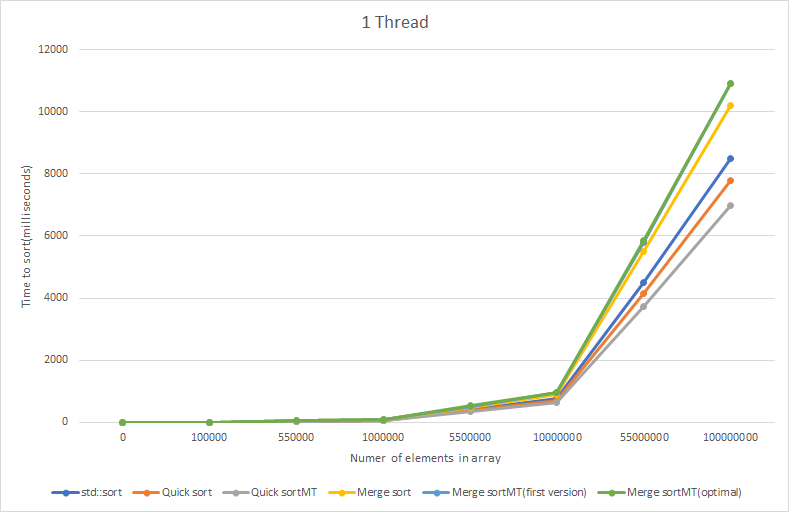 1 Thread
12000
10000
8000
6000
4000
2000
0
Time to sort(milliseconds)
0 100000 550000 1000000 5500000 10000000 55000000 100000000
Numer of elements in array
std::sort Quick sort Quick sortMT Merge sort Merge sortMT(first version) Merge sortMT(optimal)